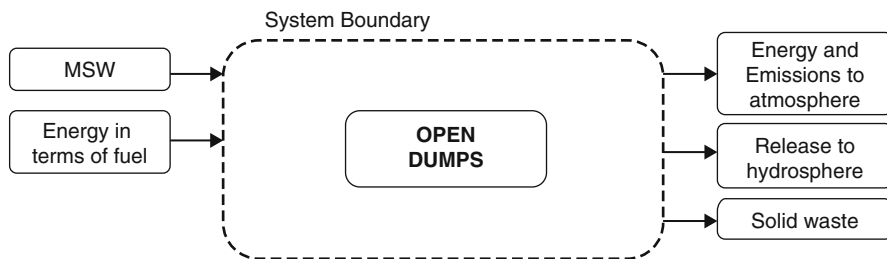 System Boundary
MSW
Energy in
terms of fuel
OPEN
DUMPS
Energy and
Emissions to
atmosphere
Release to
hydrosphere
Solid waste